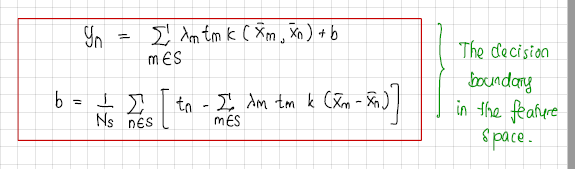 yₙ = Σ λₘ tₘ k ( x̄ₘ, x̄ₙ ) + b
m∈S
b = 1/Nₛ Σ [ tₙ - Σ λₘ tₘ k (x̄ₘ - x̄ₙ) ]
n∈S m∈S
The decision
boundary
in the feature
space.